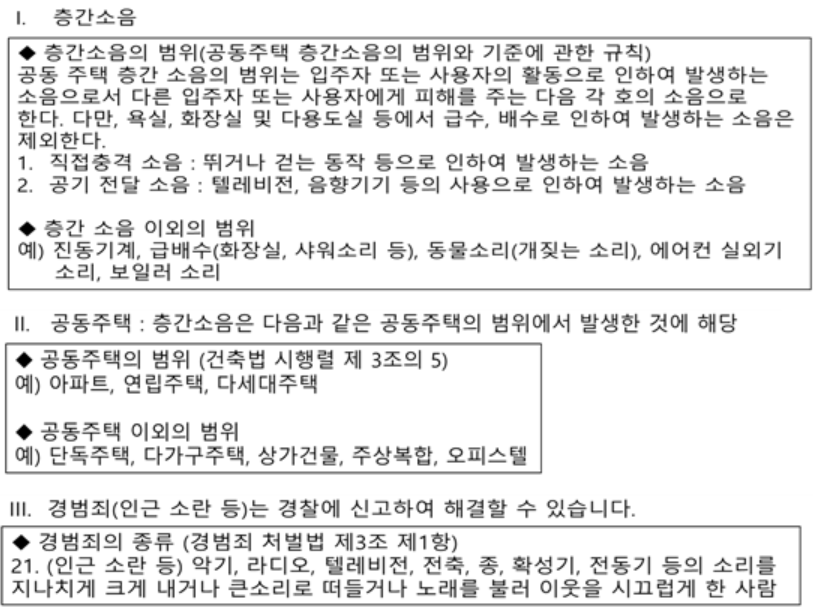 I. 층간소음
◆ 층간소음의 범위(공동주택 층간소음의 범위와 기준에 관한 규칙)
공동 주택 층간 소음의 범위는 입주자 또는 사용자의 활동으로 인하여 발생하는
소음으로서 다른 입주자 또는 사용자에게 피해를 주는 다음 각 호의 소음으로
한다. 다만, 욕실, 화장실 및 다용도실 등에서 급수, 배수로 인하여 발생하는 소음은
제외한다.
1. 직접충격 소음 : 뛰거나 걷는 동작 등으로 인하여 발생하는 소음
2. 공기 전달 소음 : 텔레비전, 음향기기 등의 사용으로 인하여 발생하는 소음
◆ 층간 소음 이외의 범위
예) 진동기계, 급배수(화장실, 샤워소리 등), 동물소리(개짖는 소리), 에어컨 실외기
소리, 보일러 소리
II. 공동주택 : 층간소음은 다음과 같은 공동주택의 범위에서 발생한 것에 해당
◆ 공동주택의 범위 (건축법 시행렬 제 3조의 5)
예) 아파트, 연립주택, 다세대주택
◆ 공동주택 이외의 범위
예) 단독주택, 다가구주택, 상가건물, 주상복합, 오피스텔
III. 경범죄(인근 소란 등)는 경찰에 신고하여 해결할 수 있습니다.
◆ 경범죄의 종류 (경범죄 처벌법 제3조 제1항)
21. (인근 소란 등) 악기, 라디오, 텔레비전, 전축, 종, 확성기, 전동기 등의 소리를
지나치게 크게 내거나 큰소리로 떠들거나 노래를 불러 이웃을 시끄럽게 한 사람